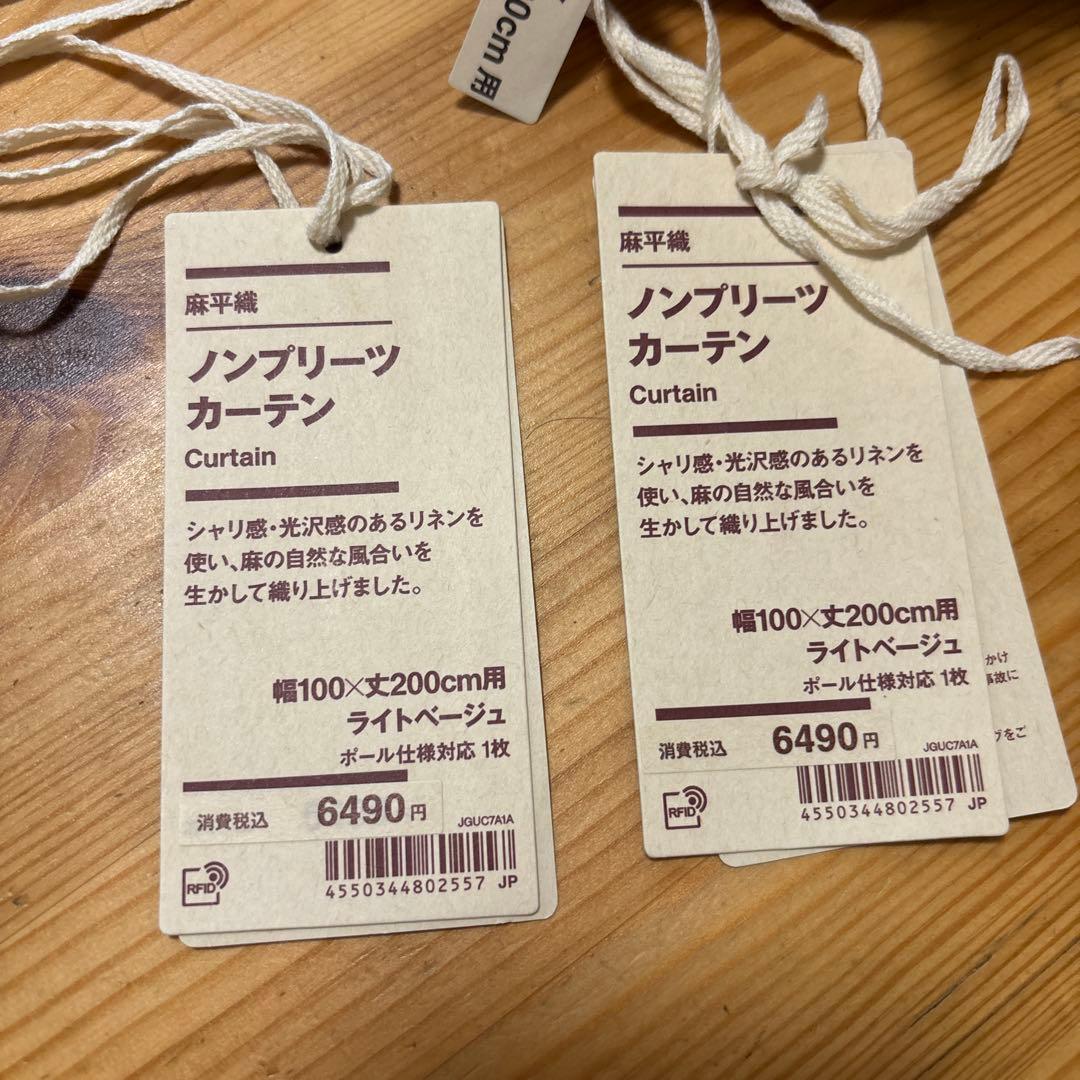 0cm用
麻平織
ノンプリーツ
カーテン
Curtain
シャリ感・光沢感のあるリネンを
使い、麻の自然な風合いを
生かして織り上げました。
幅100×丈200cm用
ライトベージュ
ポール仕様対応 1枚
消費税込 6490円
JGUC7A1A
RFID
4550344802557 JP
麻平織
ノンプリーツ
カーテン
Curtain
シャリ感・光沢感のあるリネンを
使い、麻の自然な風合いを
生かして織り上げました。
幅100×丈200cm用
ライトベージュ
ポール仕様対応 1枚
消費税込 6490円
JGUC7A1A
RFID
4550344802557 JP
かけ
事故に
グをご